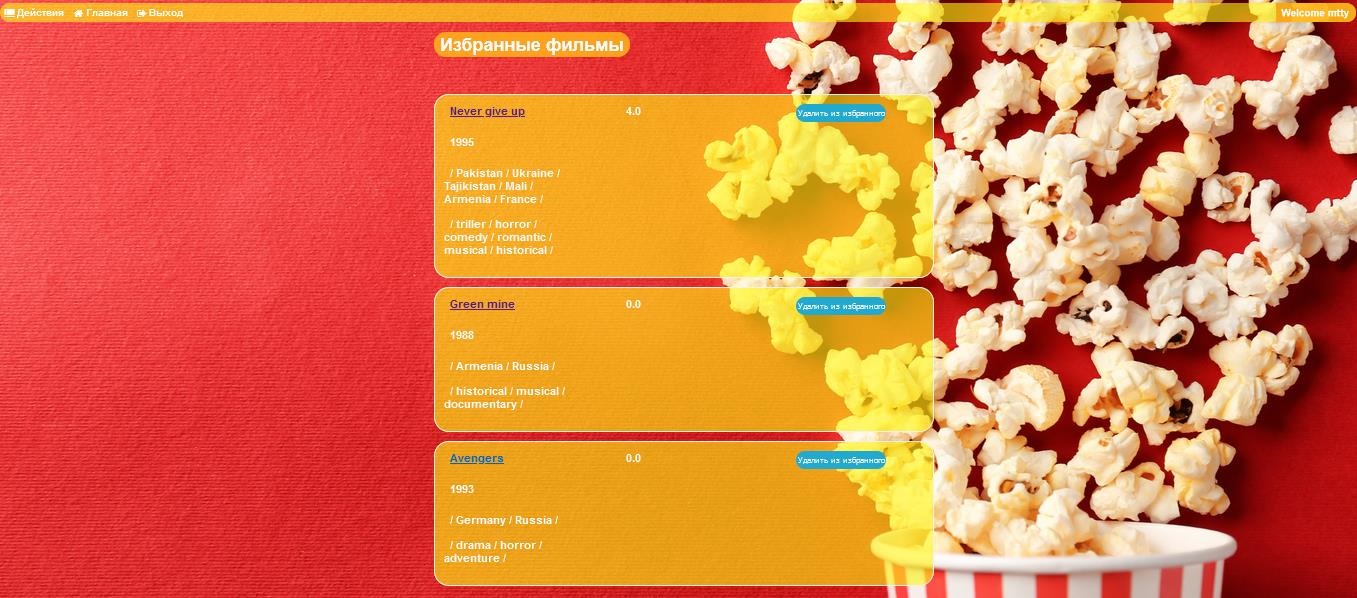 Действия Главная Выход Welcome mtty
Избранные фильмы
Never give up 4.0 Удалить из избранного
1995
/ Pakistan / Ukraine /
Tajikistan / Mali /
Armenia / France /
/ triller / horror /
comedy / romantic /
musical / historical /
Green mine 0.0 Удалить из избранного
1988
/ Armenia / Russia /
/ historical / musical /
documentary /
Avengers 0.0 Удалить из избранного
1993
/ Germany / Russia /
/ drama / horror /
adventure /